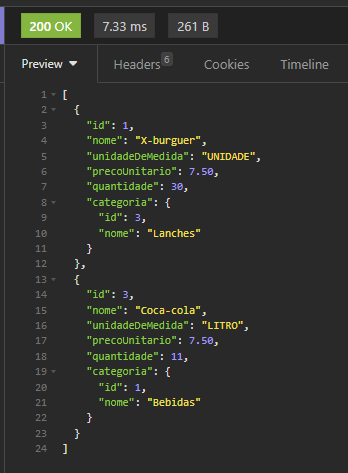 200 OK 7.33 ms 261 B
Preview Headers 6 Cookies Timeline
1 [
2 {
3 "id": 1,
4 "nome": "X-burguer",
5 "unidadeDeMedida": "UNIDADE",
6 "precoUnitario": 7.50,
7 "quantidade": 30,
8 "categoria": {
9 "id": 3,
10 "nome": "Lanches"
11 }
12 },
13 {
14 "id": 3,
15 "nome": "Coca-cola",
16 "unidadeDeMedida": "LITRO",
17 "precoUnitario": 7.50,
18 "quantidade": 11,
19 "categoria": {
20 "id": 1,
21 "nome": "Bebidas"
22 }
23 }
24 ]